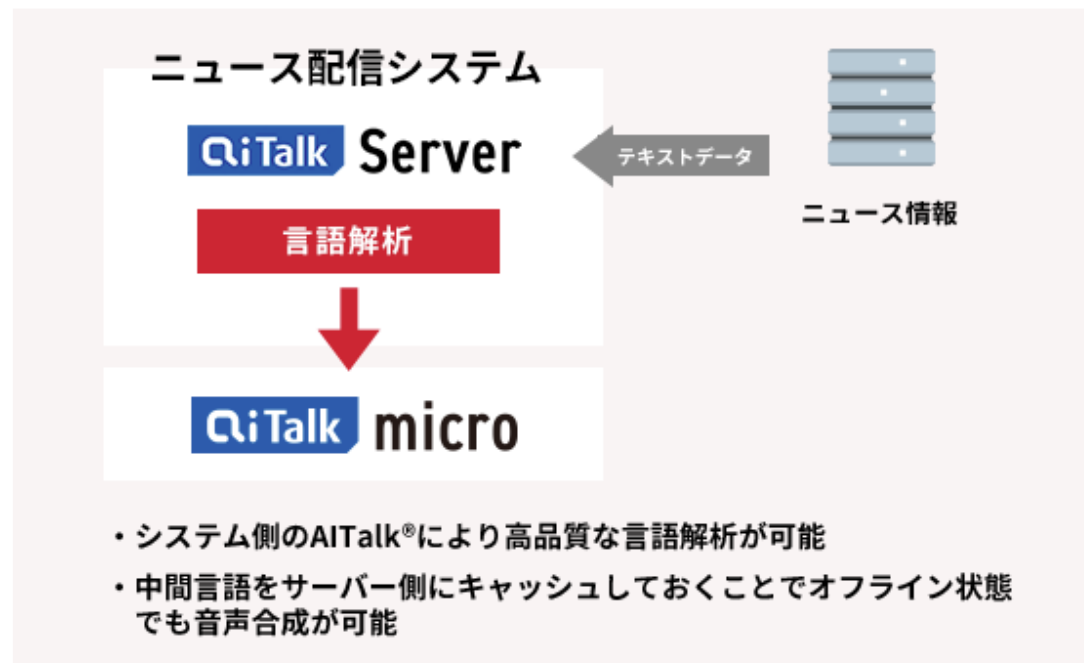 ニュース配信システム
AiTalk Server
テキストデータ
ニュース情報
言語解析
AiTalk micro
・システム側のAITalk®により高品質な言語解析が可能
・中間言語をサーバー側にキャッシュしておくことでオフライン状態
でも音声合成が可能